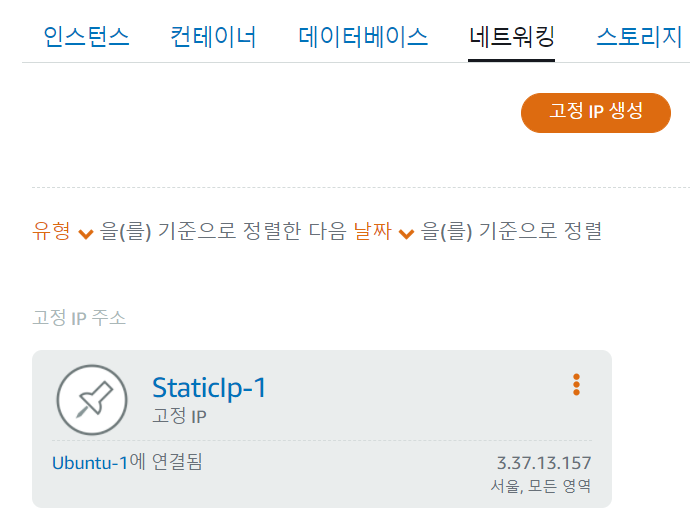 인스턴스 컨테이너 데이터베이스 네트워킹 스토리지
고정 IP 생성
유형 을(를) 기준으로 정렬한 다음 날짜 을(를) 기준으로 정렬
고정 IP 주소
StaticIp-1
고정 IP
Ubuntu-1에 연결됨 3.37.13.157
서울, 모든 영역